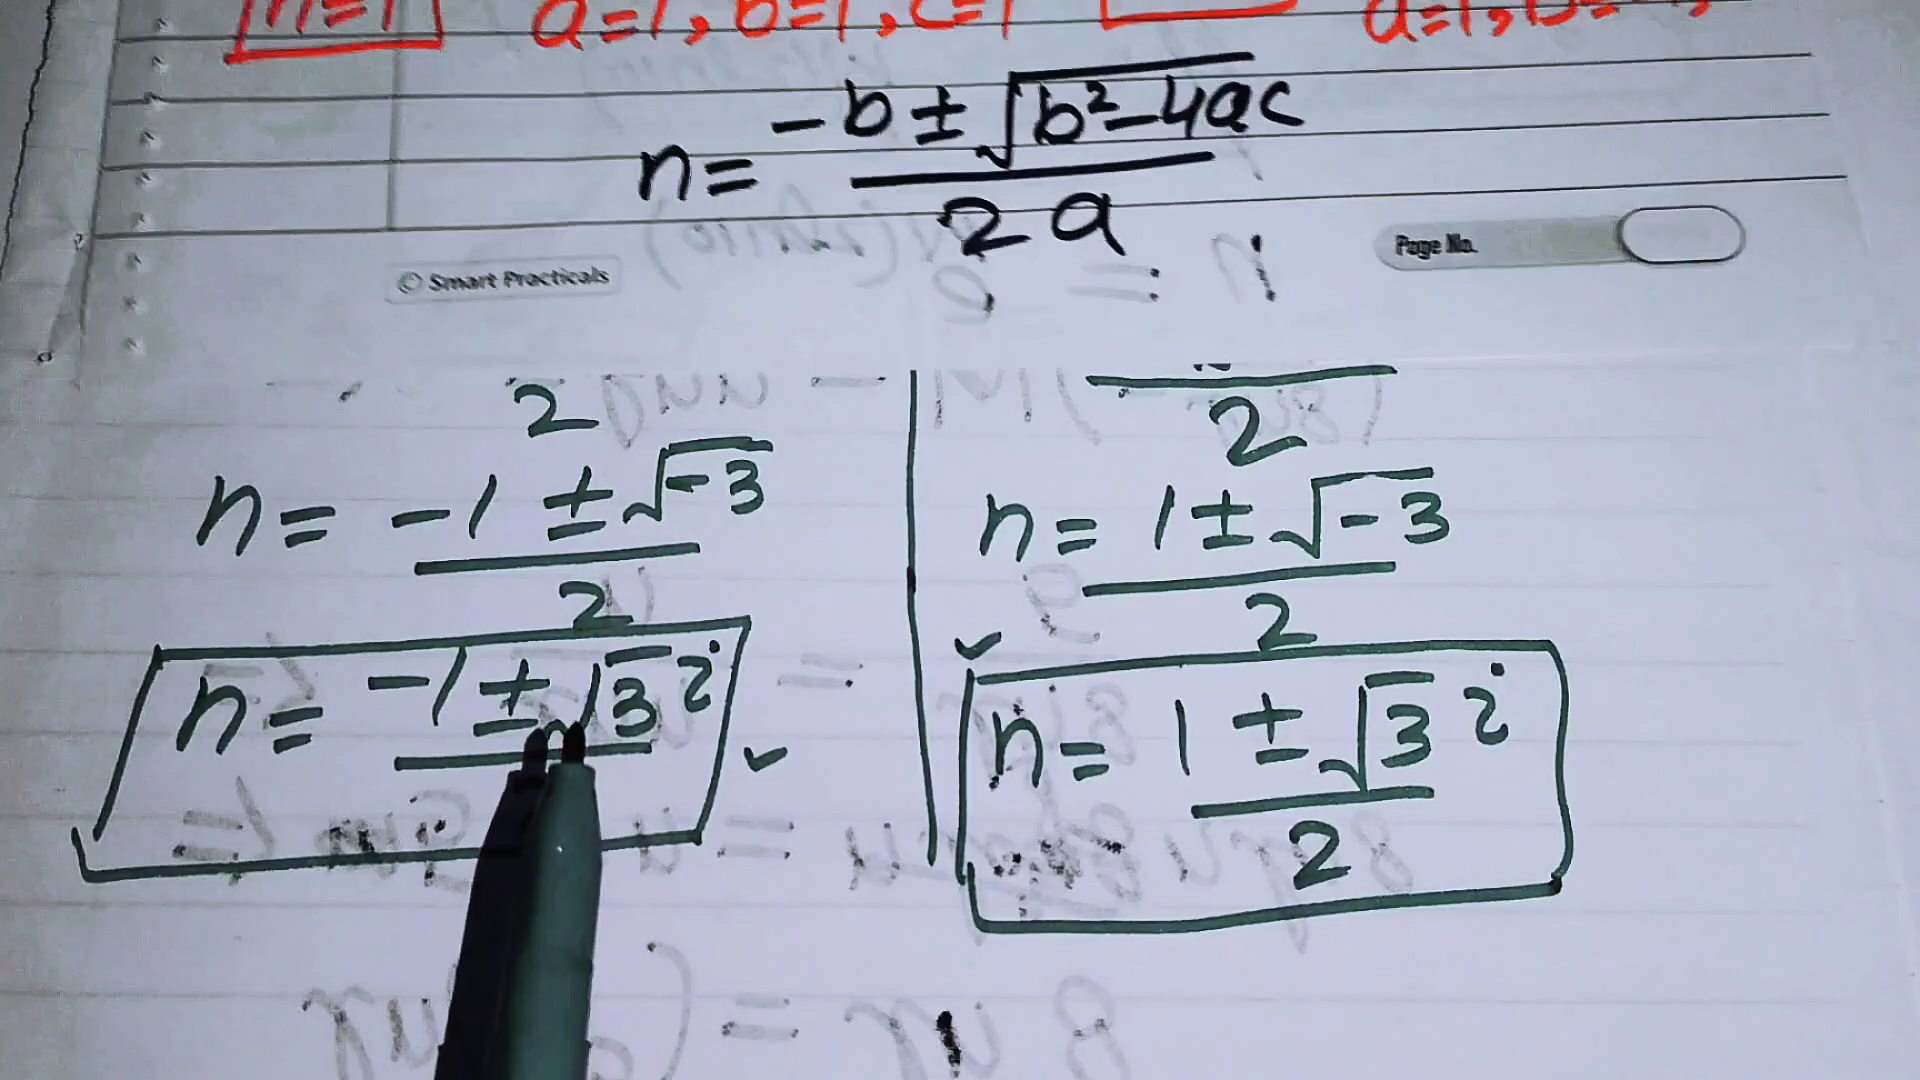 n=1 a=1, b=1, c=1 a=1,
n = -b ± √b²-4ac
2a
Page No.
© Smart Practicals
2
n = -1 ± √-3
2
n = -1 ± √3 i
2
n = 1 ± √-3
2
n = 1 ± √3 i
2